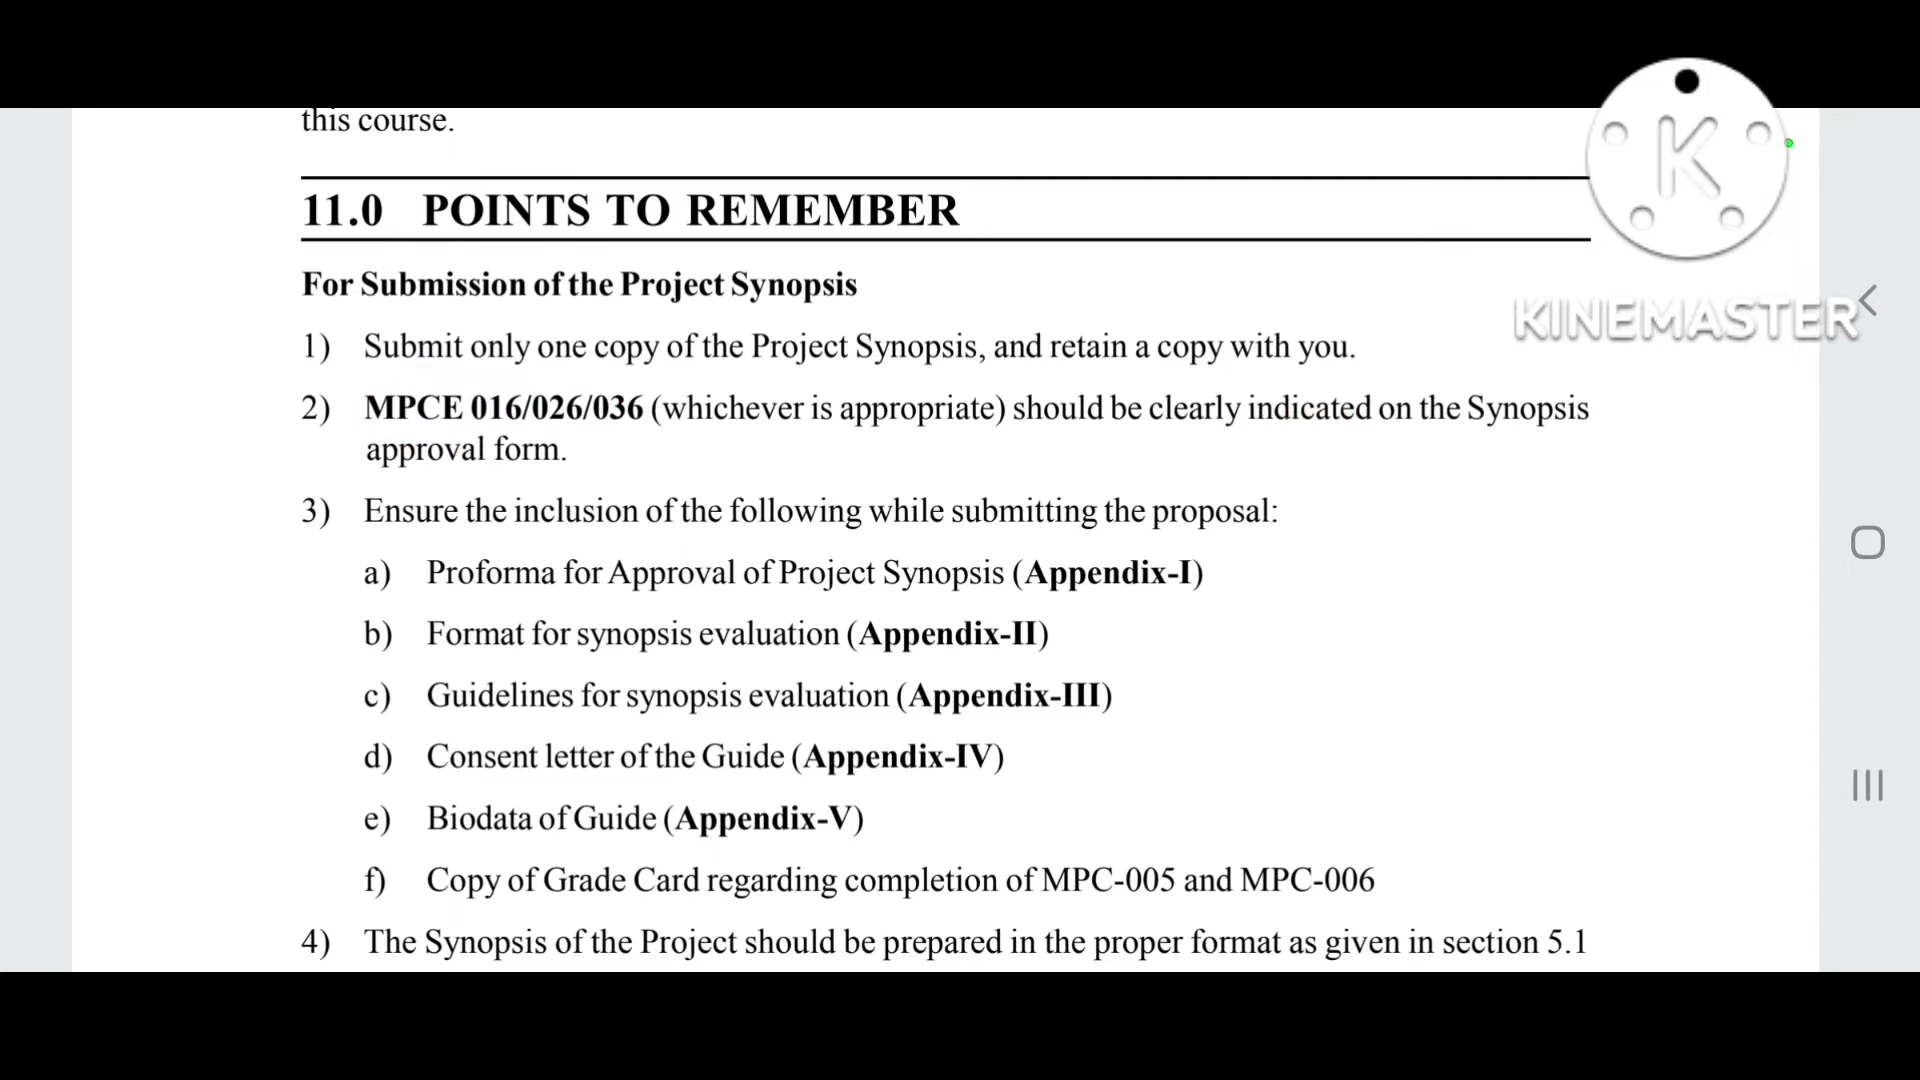 this course.
11.0 POINTS TO REMEMBER
For Submission of the Project Synopsis
1) Submit only one copy of the Project Synopsis, and retain a copy with you.
2) MPCE 016/026/036 (whichever is appropriate) should be clearly indicated on the Synopsis
approval form.
3) Ensure the inclusion of the following while submitting the proposal:
a) Proforma for Approval of Project Synopsis (Appendix-I)
b) Format for synopsis evaluation (Appendix-II)
c) Guidelines for synopsis evaluation (Appendix-III)
d) Consent letter of the Guide (Appendix-IV)
e) Biodata of Guide (Appendix-V)
f) Copy of Grade Card regarding completion of MPC-005 and MPC-006
4) The Synopsis of the Project should be prepared in the proper format as given in section 5.1
K
KINEMASTER